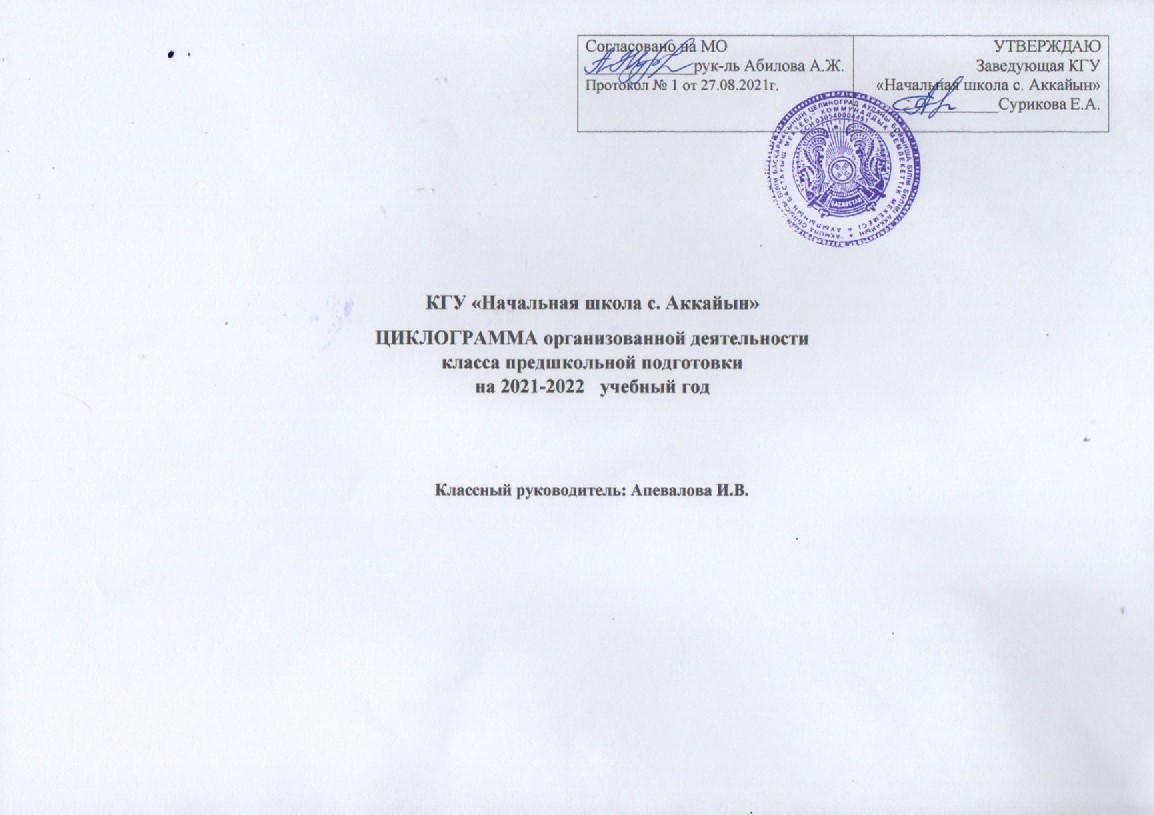 Согласовано на МО
рук-ль Абилова А.Ж.
Протокол № 1 от 27.08.2021г.
УТВЕРЖДАЮ
Заведующая КГУ
«Начальная школа с. Аккайын»
Сурикова Е.А.
КГУ «Начальная школа с. Аккайын»
ЦИКЛОГРАММА организованной деятельности
класса предшкольной подготовки
на 2021-2022 учебный год
Классный руководитель: Апевалова И.В.